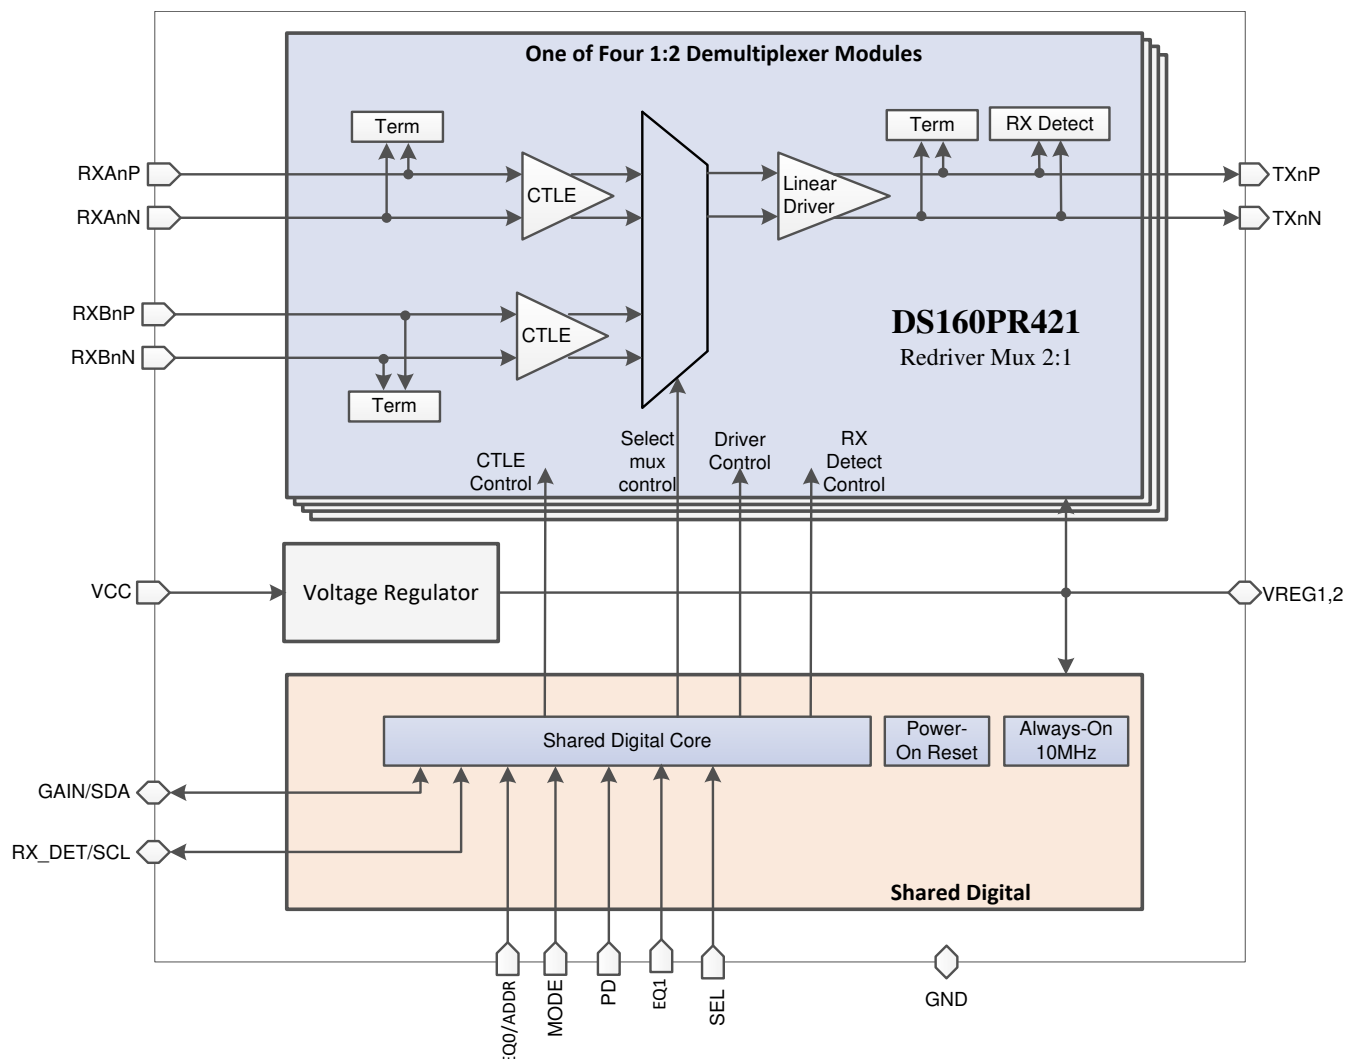 One of Four 1:2 Demultiplexer Modules
Term
Term
RX Detect
RXAnP
TXnP
CTLE
Linear
Driver
RXAnN
TXnN
RXBnP
DS160PR421
CTLE
RXBnN
Redriver Mux 2:1
Term
CTLE
Control
Select
mux
control
Driver
Control
RX
Detect
Control
VCC
Voltage Regulator
VREG1,2
Shared Digital Core
Power-
On Reset
Always-On
10MHz
GAIN/SDA
RX_DET/SCL
Shared Digital
EQ0/ADDR
MODE
PD
EQ1
SEL
GND